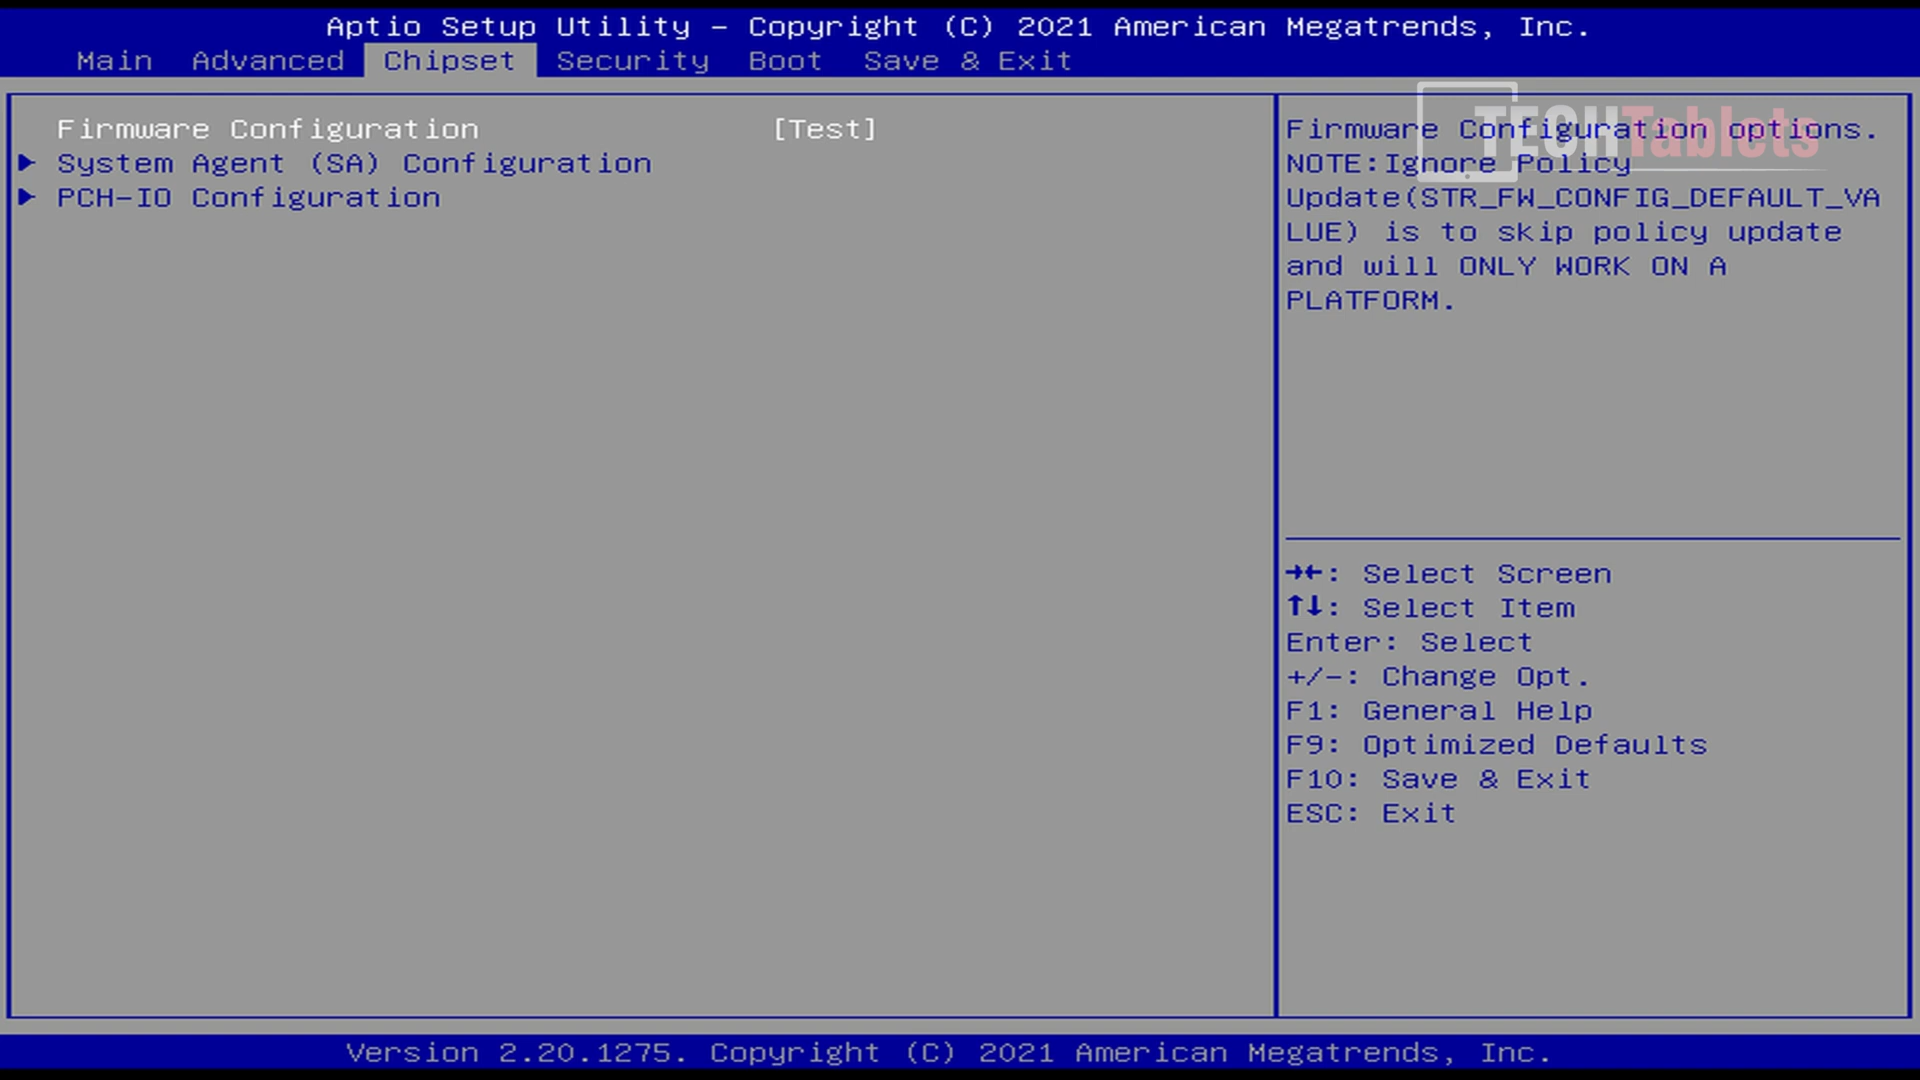 Aptio Setup Utility – Copyright (C) 2021 American Megatrends, Inc.
Main Advanced Chipset Security Boot Save & Exit
TECHTablets
Firmware Configuration [Test]
System Agent (SA) Configuration
PCH-IO Configuration
Firmware Configuration options.
NOTE:Ignore Policy
Update(STR_FW_CONFIG_DEFAULT_VA
LUE) is to skip policy update
and will ONLY WORK ON A
PLATFORM.
→←: Select Screen
↑↓: Select Item
Enter: Select
+/-: Change Opt.
F1: General Help
F9: Optimized Defaults
F10: Save & Exit
ESC: Exit
Version 2.20.1275. Copyright (C) 2021 American Megatrends, Inc.